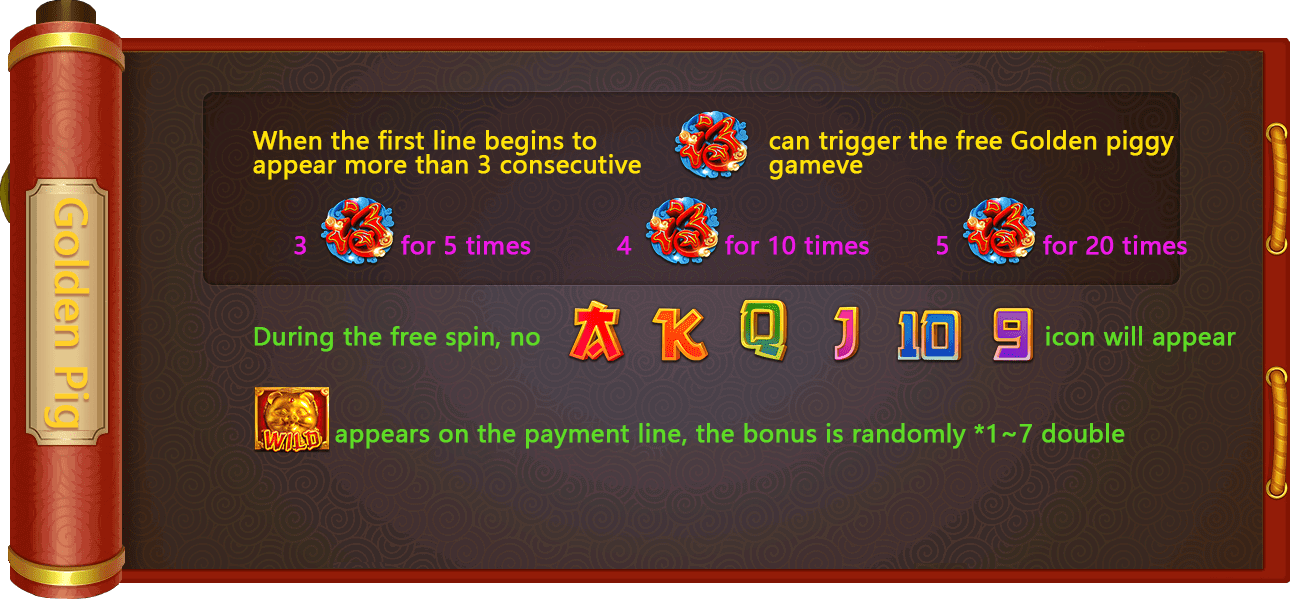 Golden Pig
When the first line begins to can trigger the free Golden piggy
appear more than 3 consecutive gameve
3 for 5 times 4 for 10 times 5 for 20 times
During the free spin, no A K Q J 10 9 icon will appear
WILD appears on the payment line, the bonus is randomly *1~7 double